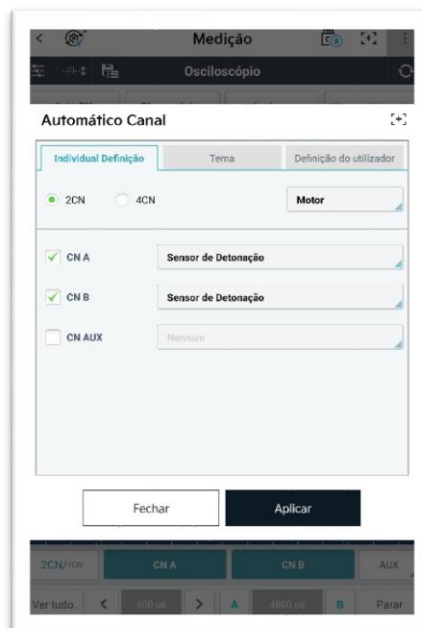 Medição
Osciloscópio
Automático Canal [+]
Individual Definição Tema Definição do utilizador
2CN 4CN Motor
CN A Sensor de Detonação
CN B Sensor de Detonação
CN AUX Nenhum
Fechar Aplicar
2CN/4CN CN A CN B AUX
Ver tudo. < 500 us > A 4600 us B Parar